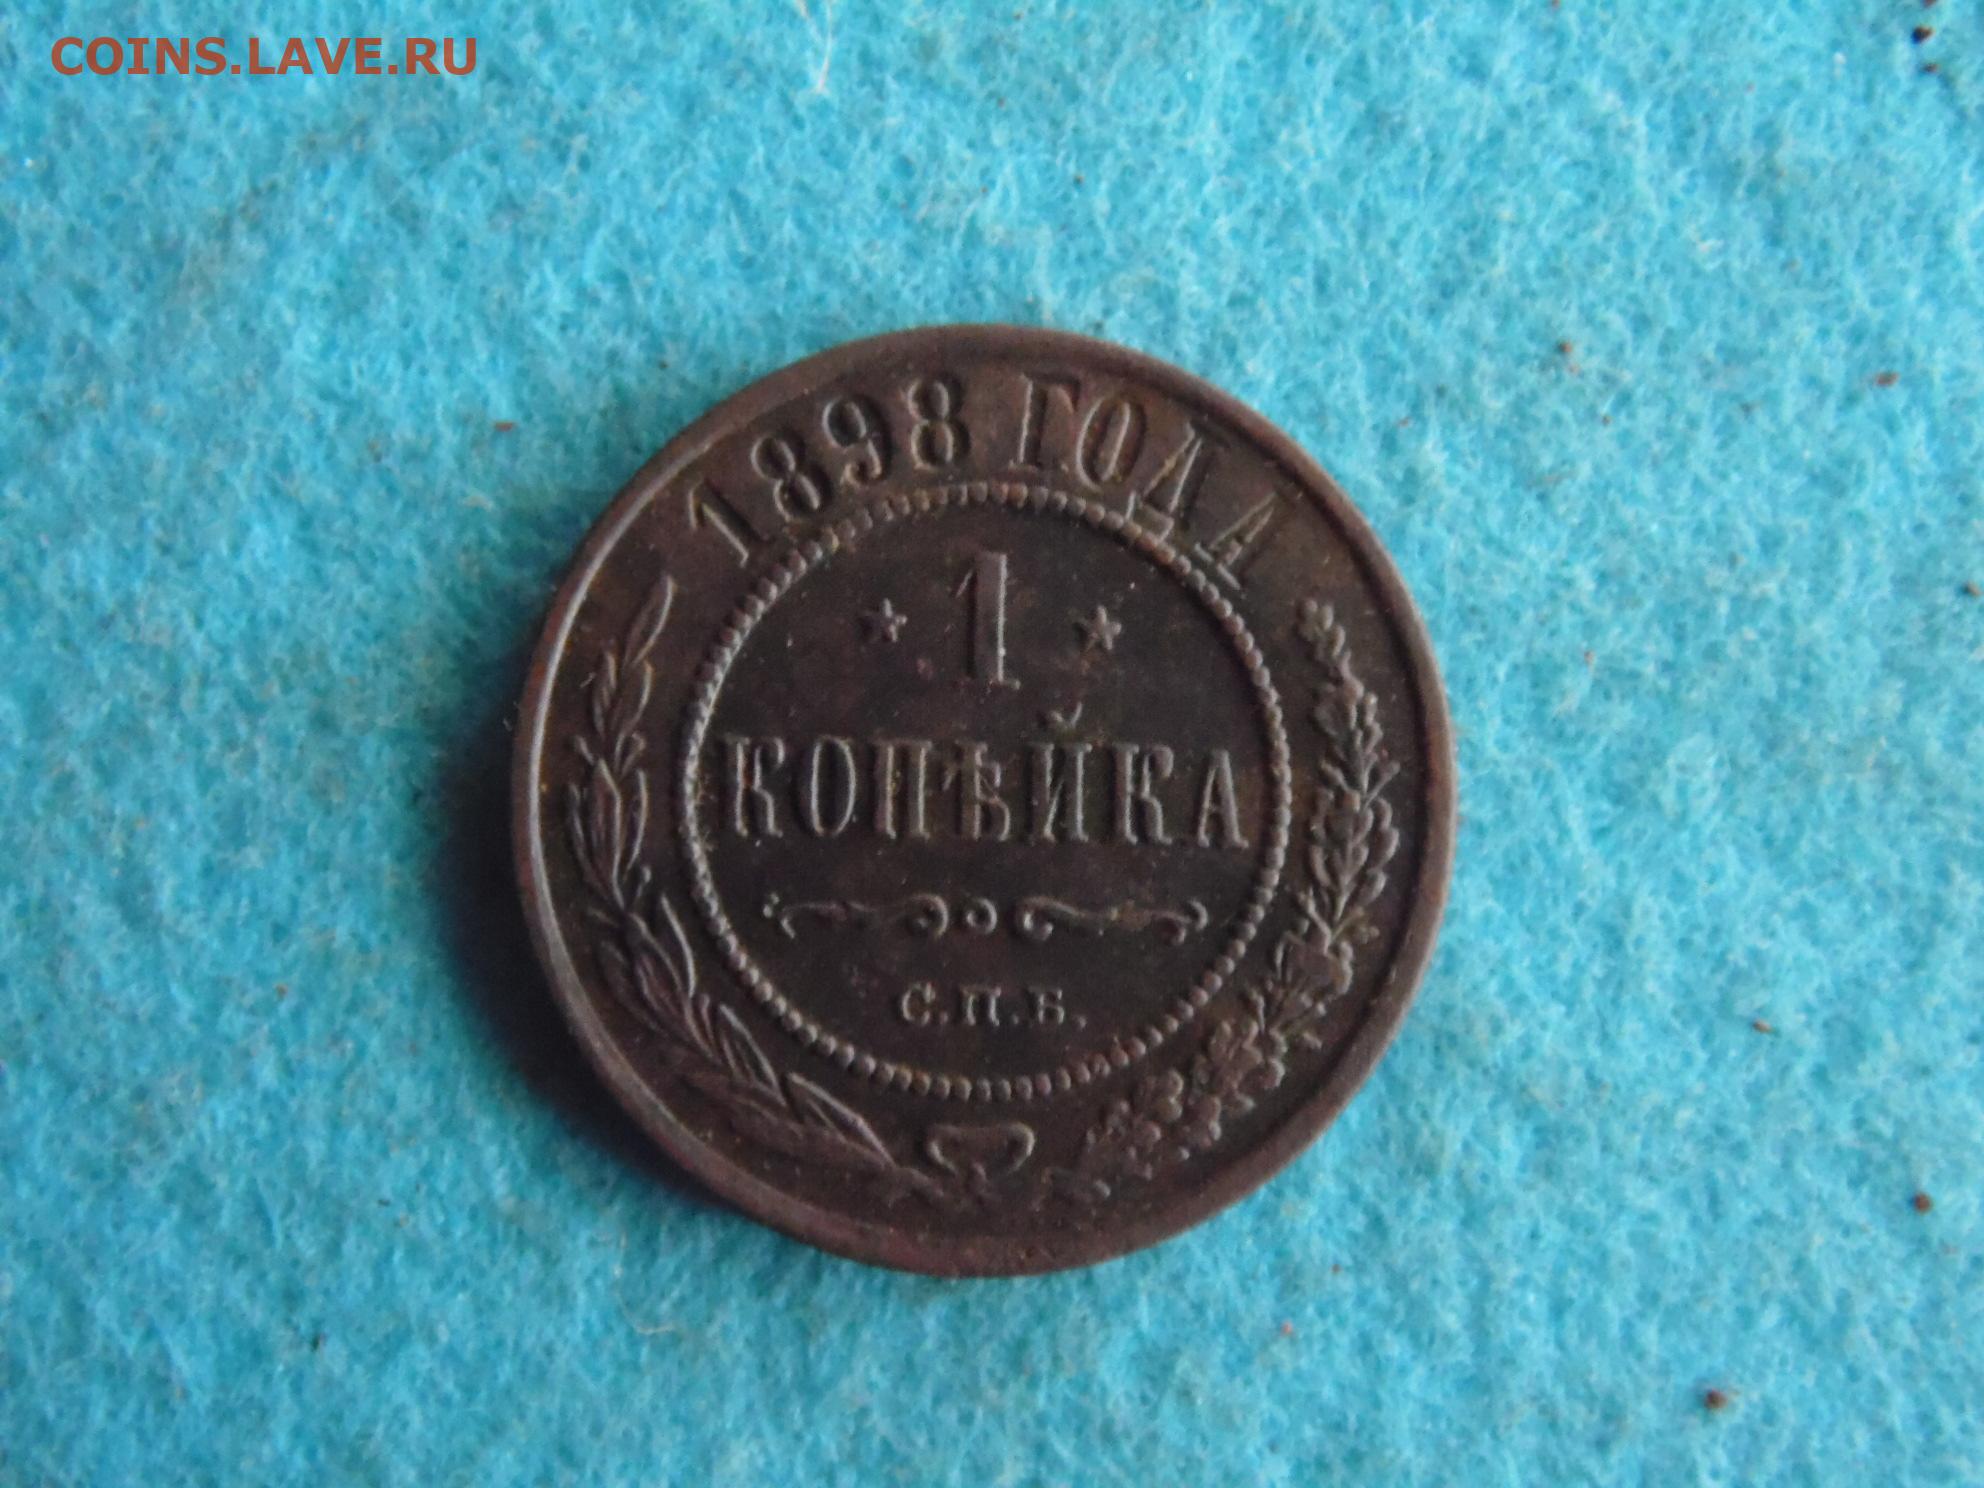 COINS.LAVE.RU
1898 ГОДА
1
КОПѢЙКА
С.П.Б.